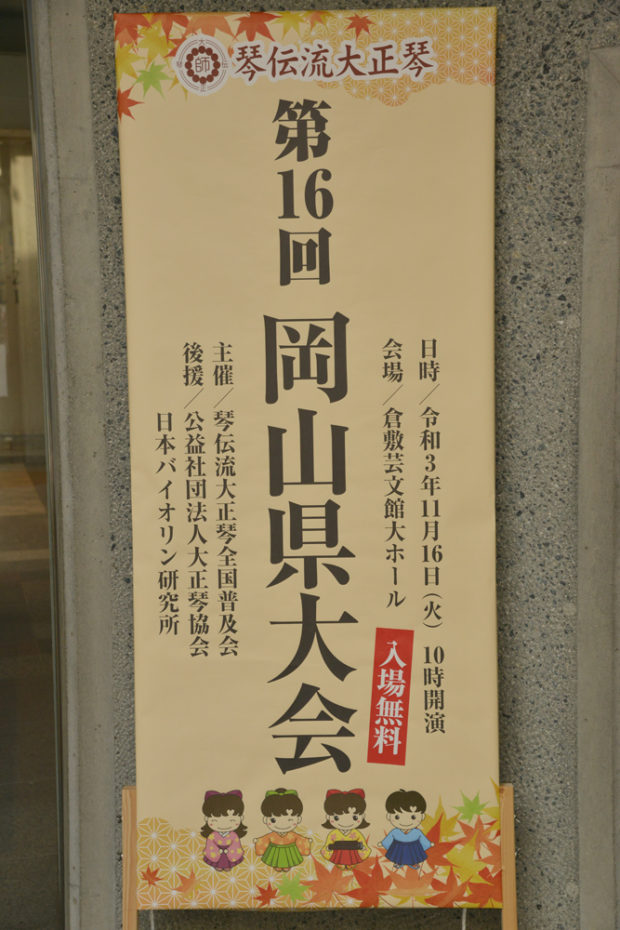 琴伝流大正琴
第16回 岡山県大会
日時／令和3年11月16日（火） 10時開演
会場／倉敷芸文館大ホール
入場無料
主催／琴伝流大正琴全国普及会
後援／公益社団法人大正琴協会
日本バイオリン研究所